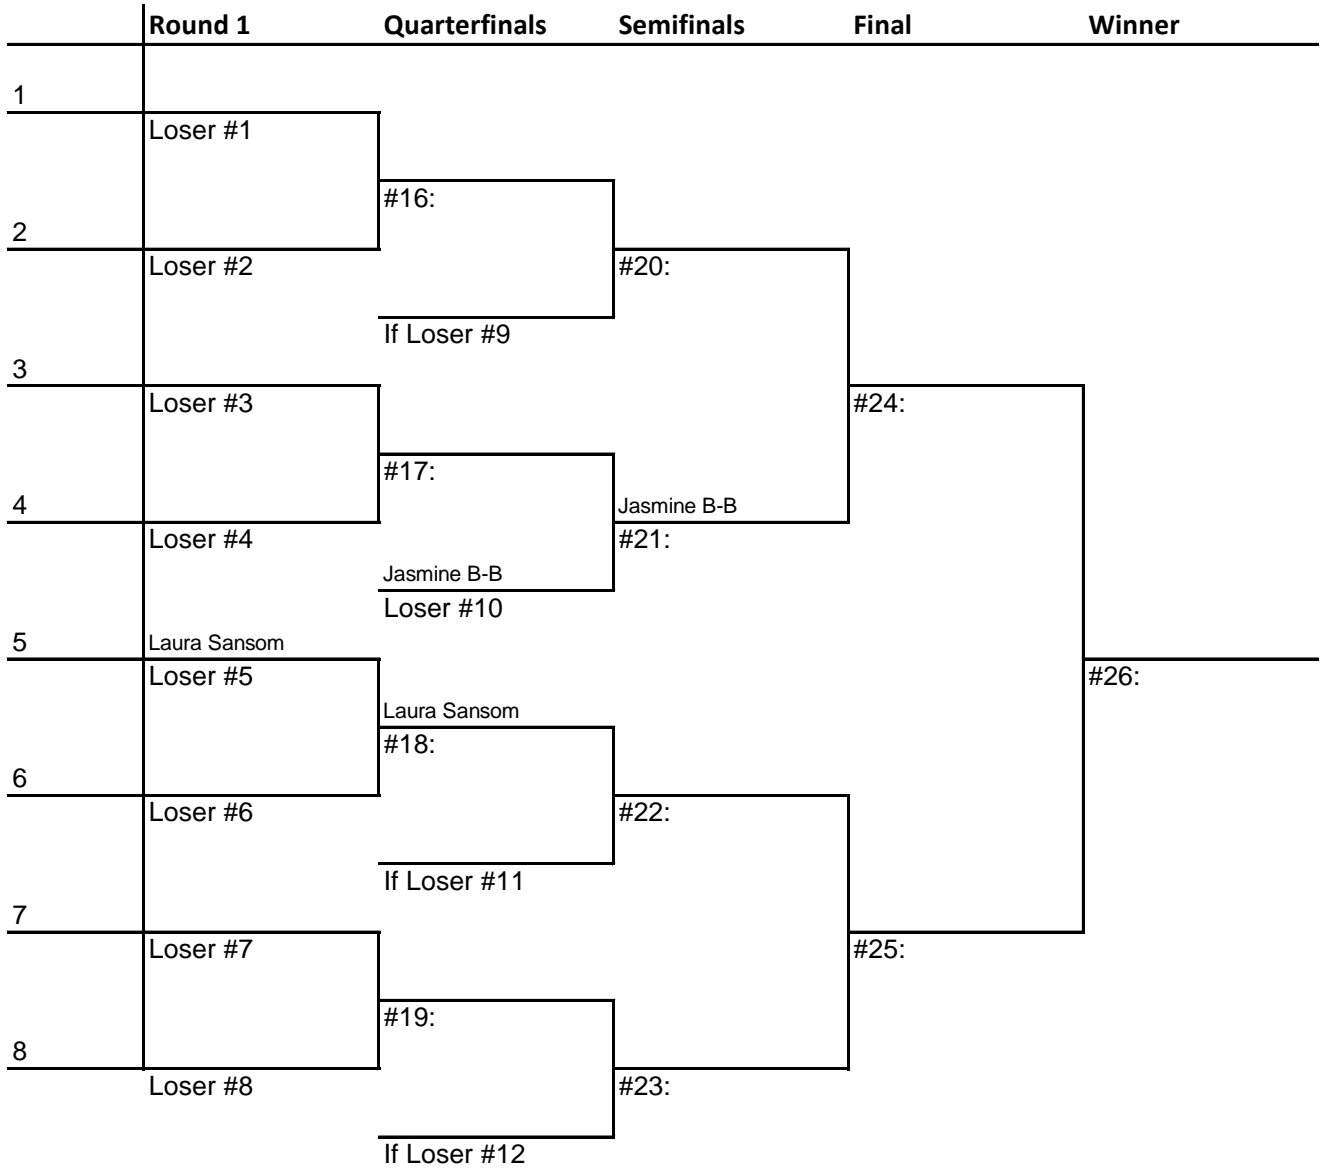 Round 1 Quarterfinals Semifinals Final Winner
1
Loser #1
#16:
2
Loser #2
#20:
If Loser #9
3
Loser #3
#24:
#17:
4
Jasmine B-B
Loser #4
#21:
Jasmine B-B
Loser #10
5
Laura Sansom
Loser #5
#26:
Laura Sansom
#18:
6
Loser #6
#22:
If Loser #11
7
Loser #7
#25:
#19:
8
Loser #8
#23:
If Loser #12